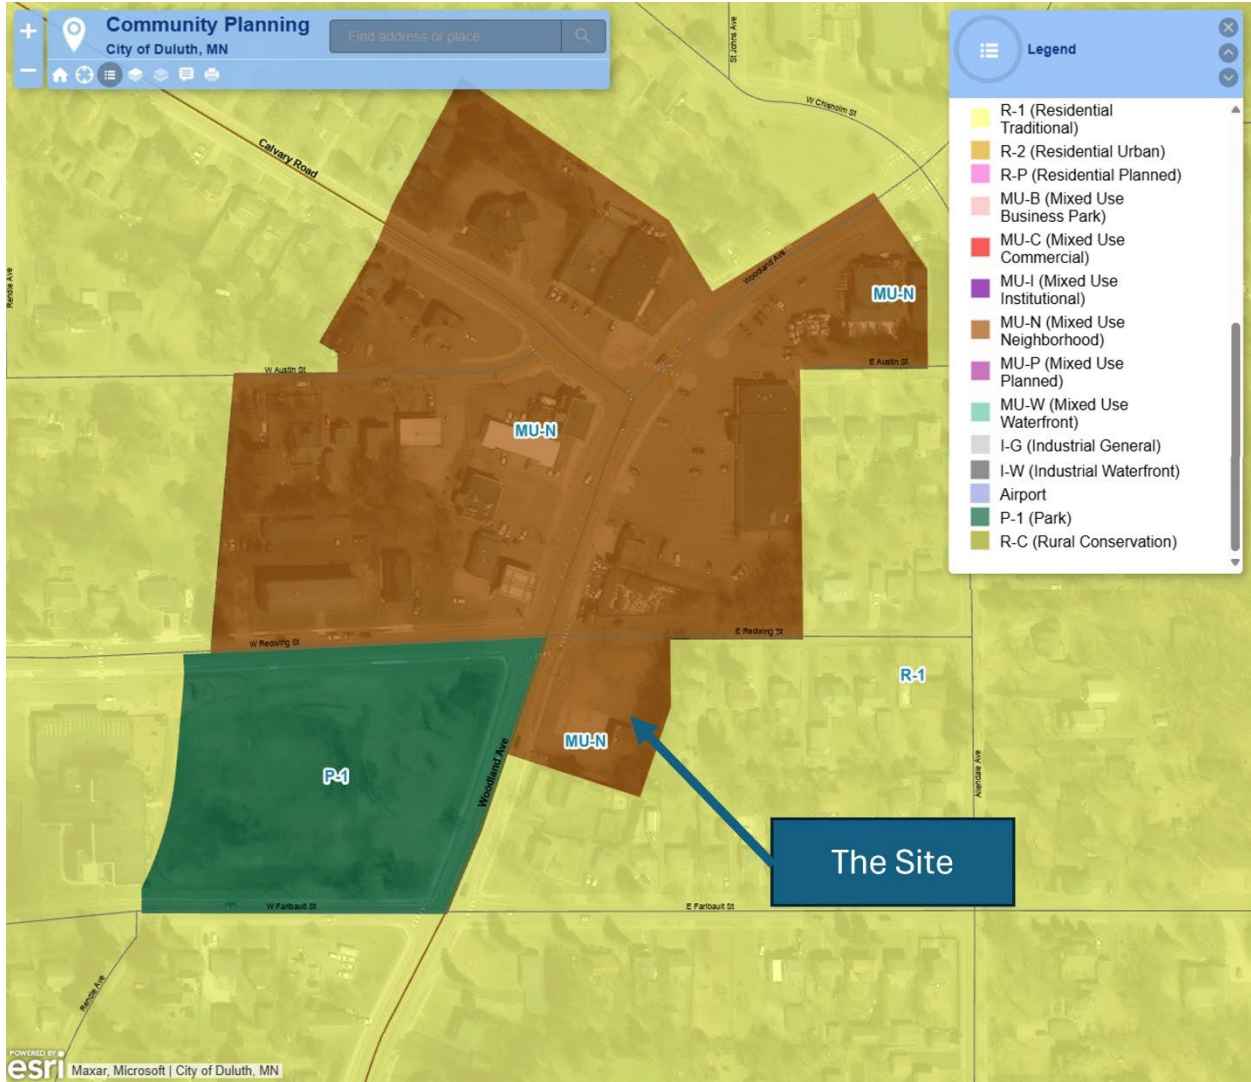 +
Community Planning
City of Duluth, MN
Find address or place
−
Legend
R-1 (Residential
Traditional)
R-2 (Residential Urban)
R-P (Residential Planned)
MU-B (Mixed Use
Business Park)
MU-C (Mixed Use
Commercial)
MU-I (Mixed Use
Institutional)
MU-N (Mixed Use
Neighborhood)
MU-P (Mixed Use
Planned)
MU-W (Mixed Use
Waterfront)
I-G (Industrial General)
I-W (Industrial Waterfront)
Airport
P-1 (Park)
R-C (Rural Conservation)
St Johns Ave
W Chisholm St
Calvary Road
Rendle Ave
Woodland Ave
MU-N
W Austin St
E Austin St
MU-N
W Redwing St
E Redwing St
R-1
MU-N
Woodland Ave
P-1
Allendale Ave
The Site
W Faribault St
E Faribault St
Rendle Ave
POWERED BY
esri
Maxar, Microsoft | City of Duluth, MN